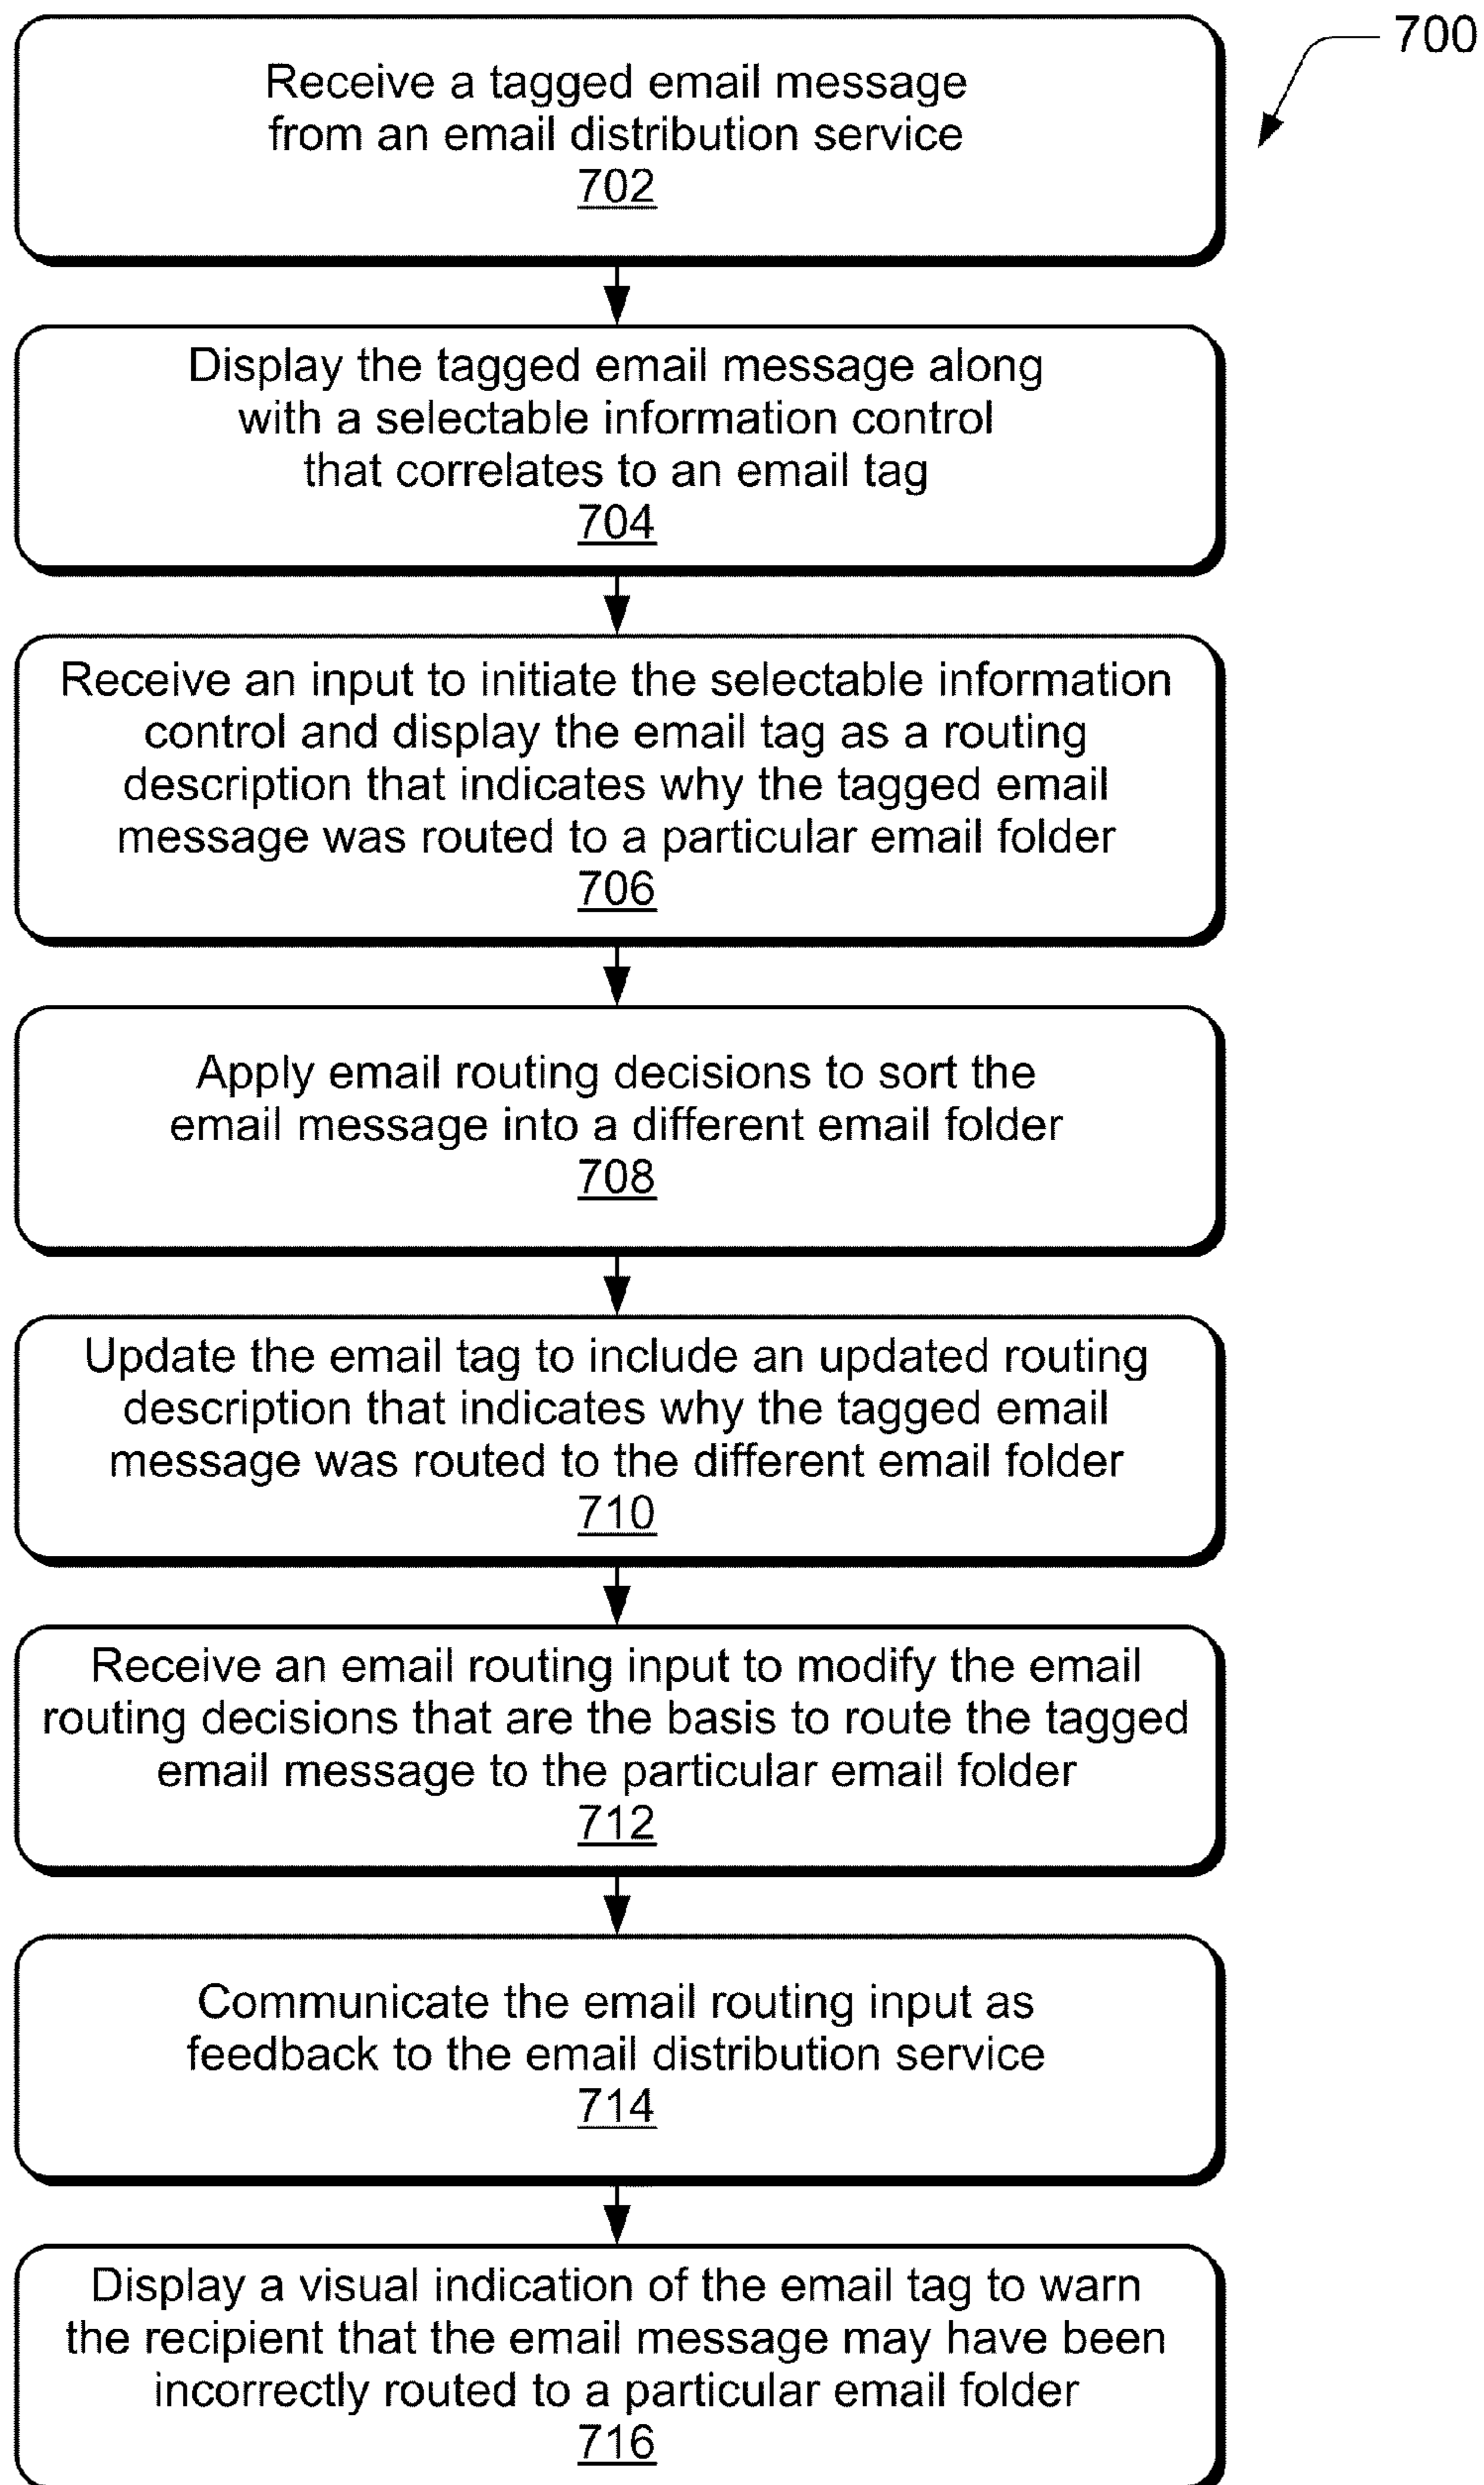 700
Receive a tagged email message
from an email distribution service
702
Display the tagged email message along
with a selectable information control
that correlates to an email tag
704
Receive an input to initiate the selectable information
control and display the email tag as a routing
description that indicates why the tagged email
message was routed to a particular email folder
706
Apply email routing decisions to sort the
email message into a different email folder
708
Update the email tag to include an updated routing
description that indicates why the tagged email
message was routed to the different email folder
710
Receive an email routing input to modify the email
routing decisions that are the basis to route the tagged
email message to the particular email folder
712
Communicate the email routing input as
feedback to the email distribution service
714
Display a visual indication of the email tag to warn
the recipient that the email message may have been
incorrectly routed to a particular email folder
716